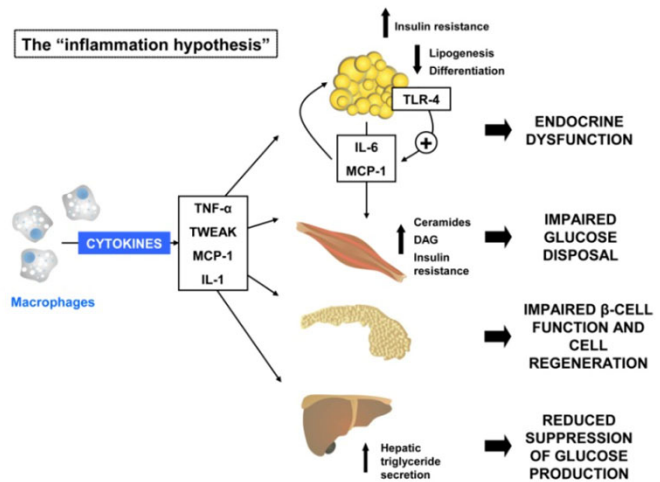 The “inflammation hypothesis”
Insulin resistance
Lipogenesis
Differentiation
TLR-4
+
IL-6
MCP-1
ENDOCRINE
DYSFUNCTION
Macrophages
CYTOKINES
TNF-α
TWEAK
MCP-1
IL-1
Ceramides
DAG
Insulin
resistance
IMPAIRED
GLUCOSE
DISPOSAL
IMPAIRED β-CELL
FUNCTION AND
CELL
REGENERATION
Hepatic
triglyceride
secretion
REDUCED
SUPPRESSION
OF GLUCOSE
PRODUCTION